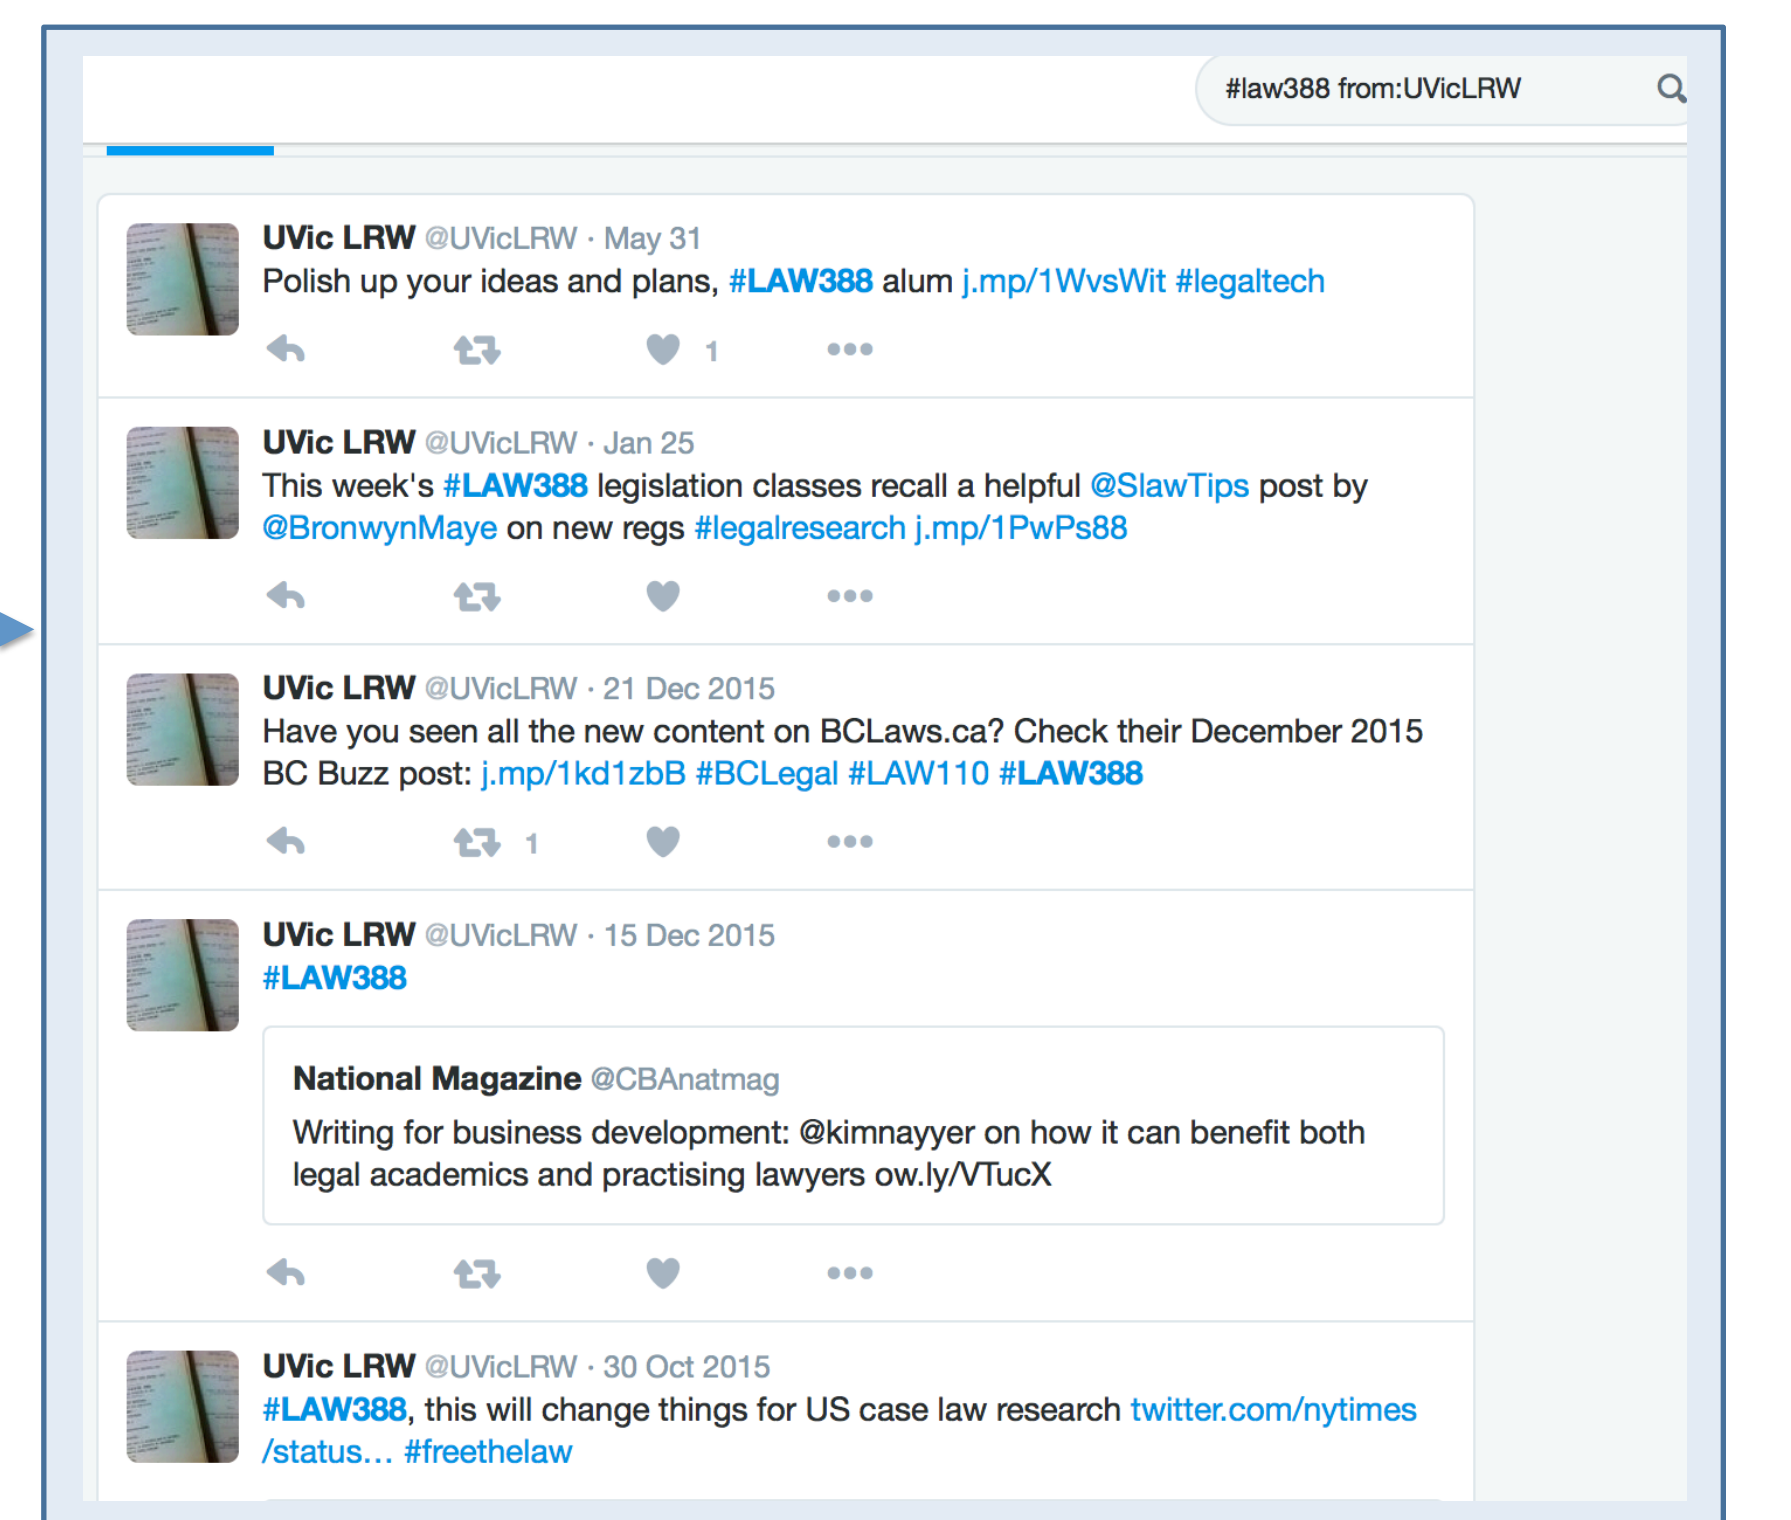 #law388 from:UVicLRW
UVic LRW @UVicLRW · May 31
Polish up your ideas and plans, #LAW388 alum j.mp/1WvsWit #legaltech
1
UVic LRW @UVicLRW · Jan 25
This week's #LAW388 legislation classes recall a helpful @SlawTips post by
@BronwynMaye on new regs #legalresearch j.mp/1PwPs88
UVic LRW @UVicLRW · 21 Dec 2015
Have you seen all the new content on BCLaws.ca? Check their December 2015
BC Buzz post: j.mp/1kd1zbB #BCLegal #LAW110 #LAW388
1
UVic LRW @UVicLRW · 15 Dec 2015
#LAW388
National Magazine @CBAnatmag
Writing for business development: @kimnayyer on how it can benefit both
legal academics and practising lawyers ow.ly/VTucX
UVic LRW @UVicLRW · 30 Oct 2015
#LAW388, this will change things for US case law research twitter.com/nytimes
/status... #freethelaw